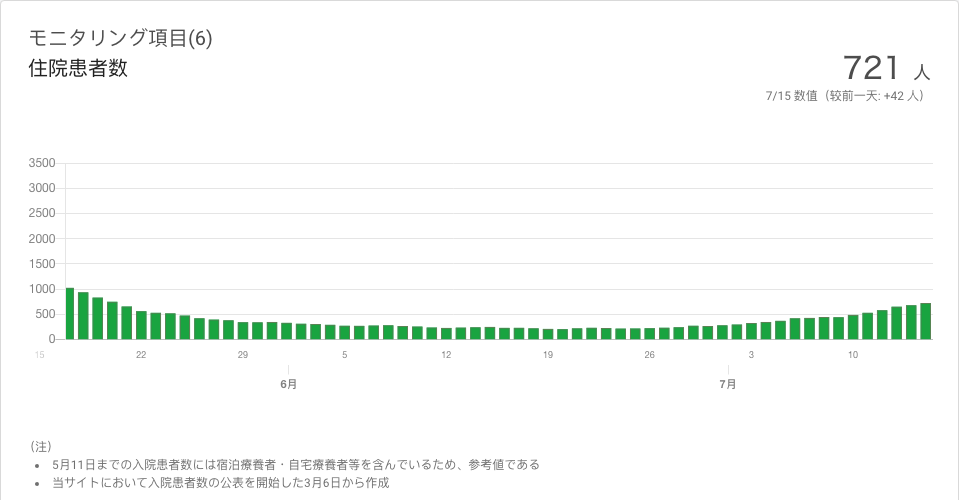 モニタリング項目(6)
住院患者数
721 人
7/15 数值（较前一天: +42 人）
3500
3000
2500
2000
1500
1000
500
0
15 22 29 5 12 19 26 3 10
6月 7月
（注）
• 5月11日までの入院患者数には宿泊療養者・自宅療養者等を含んでいるため、参考値である
• 当サイトにおいて入院患者数の公表を開始した3月6日から作成